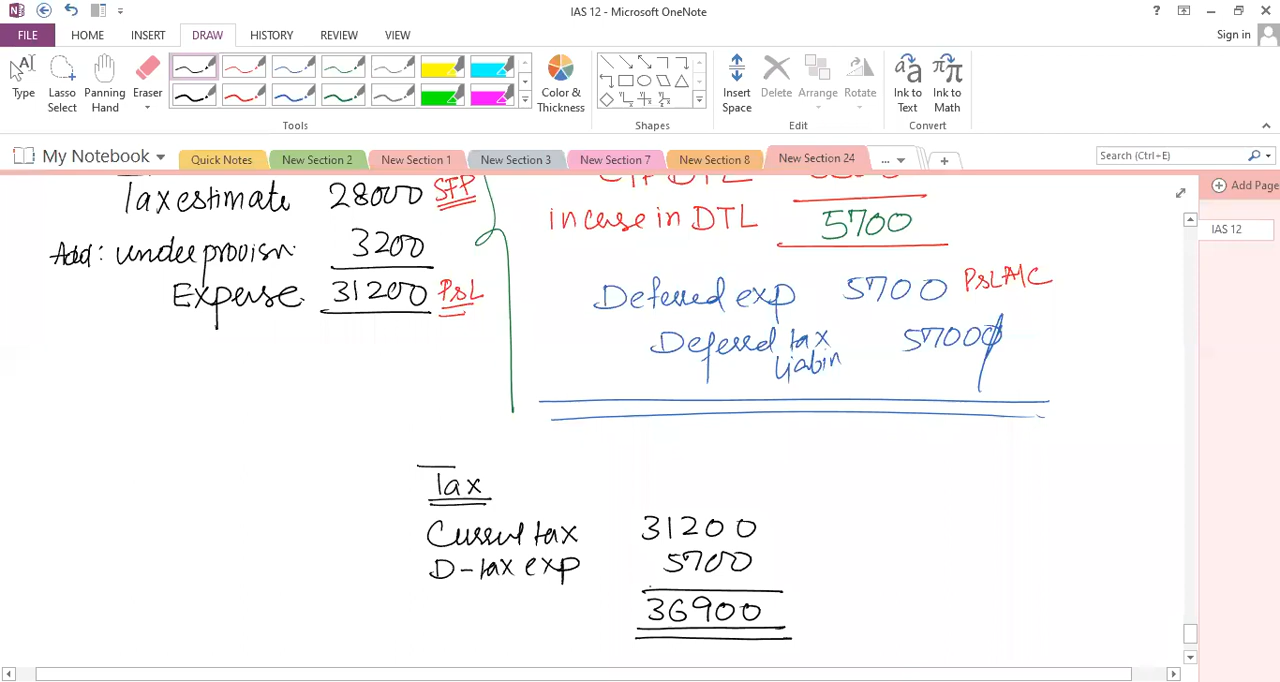 IAS 12 - Microsoft OneNote
Sign in
FILE HOME INSERT DRAW HISTORY REVIEW VIEW
Type
Lasso Select
Panning Hand
Eraser
Color & Thickness
Insert Space
Delete
Arrange
Rotate
Ink to Text
Ink to Math
Tools
Shapes
Edit
Convert
My Notebook
Quick Notes
New Section 2
New Section 1
New Section 3
New Section 7
New Section 8
New Section 24
...
Search (Ctrl+E)
Add Page
IAS 12
Tax estimate 28000 SFP
Add: under provisn 3200
Expense 31200 PsL
incease in DTL 5700
Deferred exp 5700 PsL A/C
Deferred tax 5700
Current tax 31200
Tax
D-tax exp 5700
36900